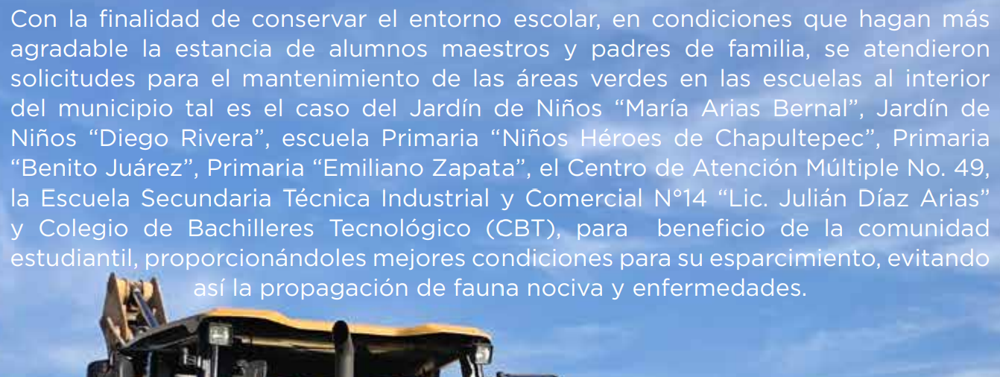 Con la finalidad de conservar el entorno escolar, en condiciones que hagan más
agradable la estancia de alumnos maestros y padres de familia, se atendieron
solicitudes para el mantenimiento de las áreas verdes en las escuelas al interior
del municipio tal es el caso del Jardín de Niños “María Arias Bernal”, Jardín de
Niños “Diego Rivera”, escuela Primaria “Niños Héroes de Chapultepec”, Primaria
“Benito Juárez”, Primaria “Emiliano Zapata”, el Centro de Atención Múltiple No. 49,
la Escuela Secundaria Técnica Industrial y Comercial N°14 “Lic. Julián Díaz Arias”
y Colegio de Bachilleres Tecnológico (CBT), para beneficio de la comunidad
estudiantil, proporcionándoles mejores condiciones para su esparcimiento, evitando
así la propagación de fauna nociva y enfermedades.